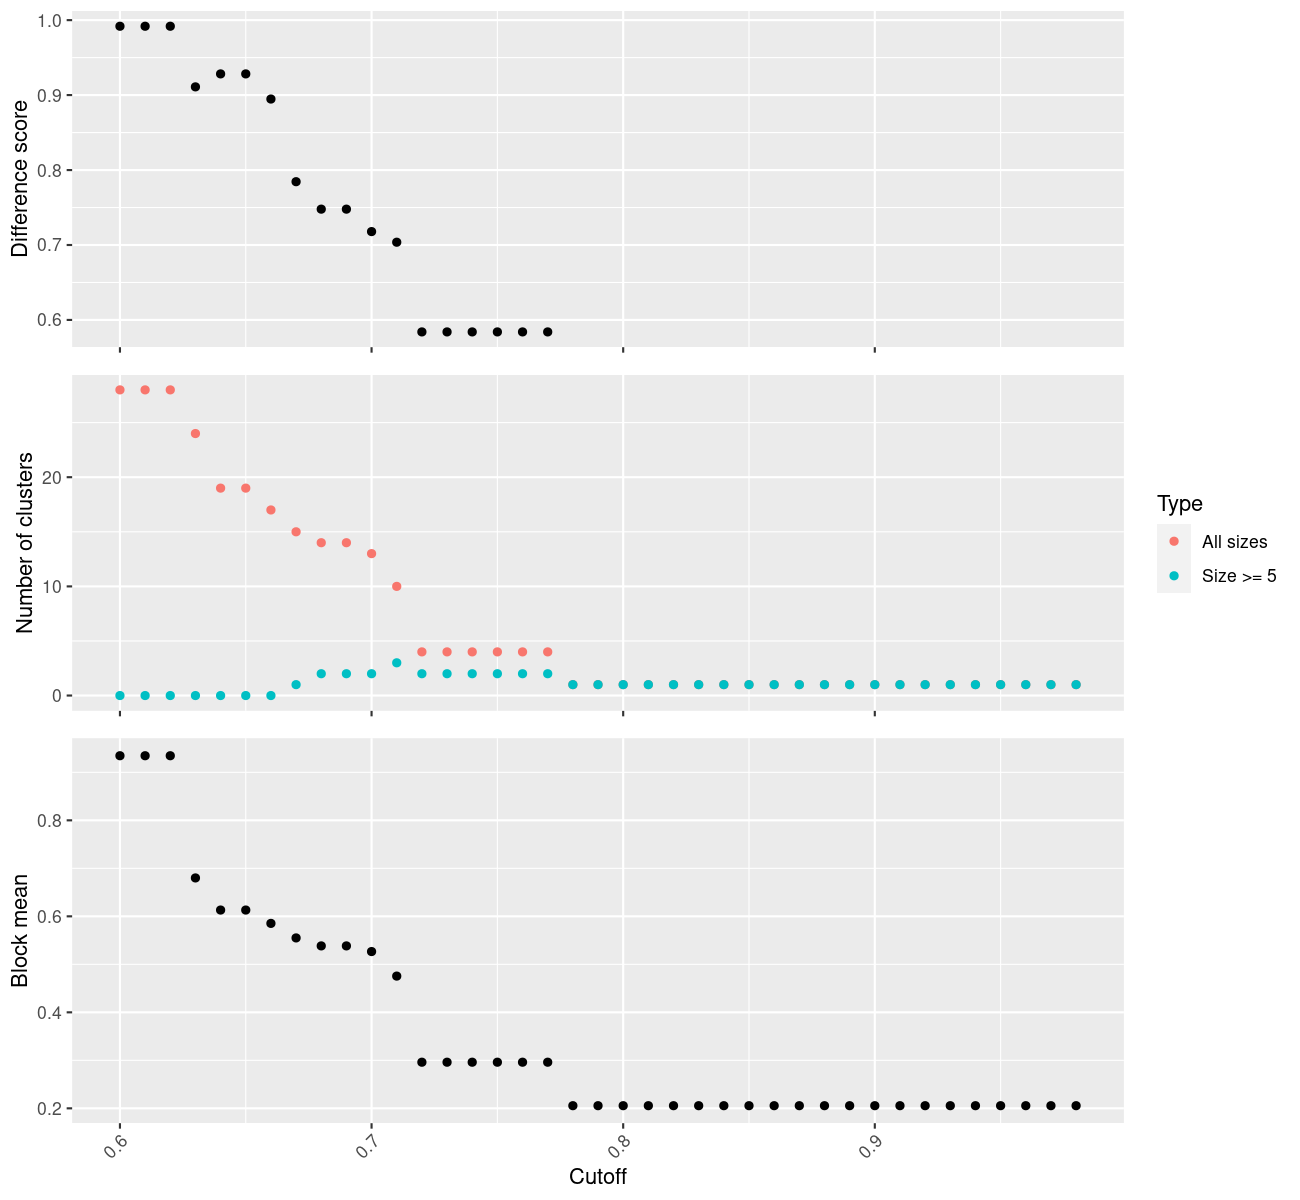 1.0
0.9
0.8
0.7
0.6
Difference score
20
10
0
Number of clusters
Type
All sizes
Size >= 5
0.8
0.6
0.4
0.2
Block mean
0.6
0.7
0.8
0.9
Cutoff